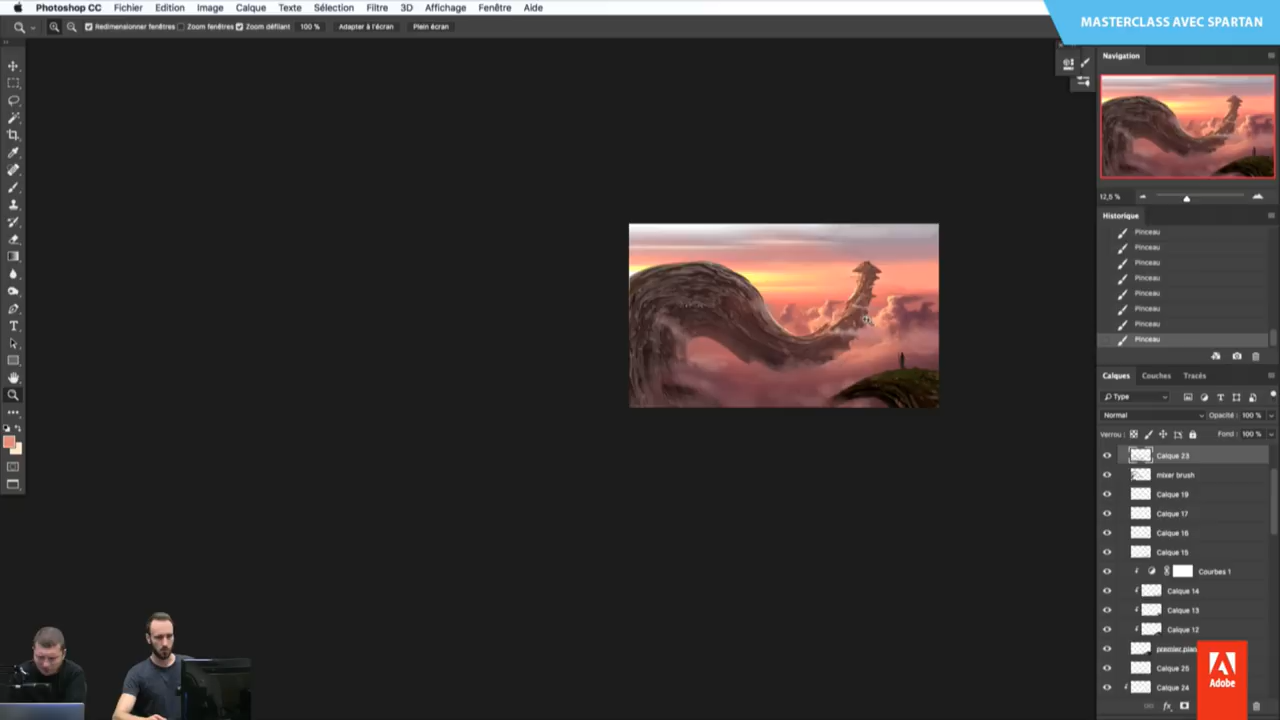 Photoshop CC Fichier Edition Image Calque Texte Sélection Filtre 3D Affichage Fenêtre Aide
MASTERCLASS AVEC SPARTAN
Redimensionner fenêtres Zoom fenêtres Zoom défilant 100 % Adapter à l'écran Plein écran
Navigation
12,5 %
Historique
Pinceau
Pinceau
Pinceau
Pinceau
Pinceau
Pinceau
Pinceau
Pinceau
Calques Couches Tracés
Type
Normal Opacité : 100 %
Verrou : Fond : 100 %
Calque 23
mixer brush
Calque 19
Calque 17
Calque 16
Calque 15
Courbes 1
Calque 14
Calque 13
Calque 12
premier plan
Calque 25
Calque 24
Adobe